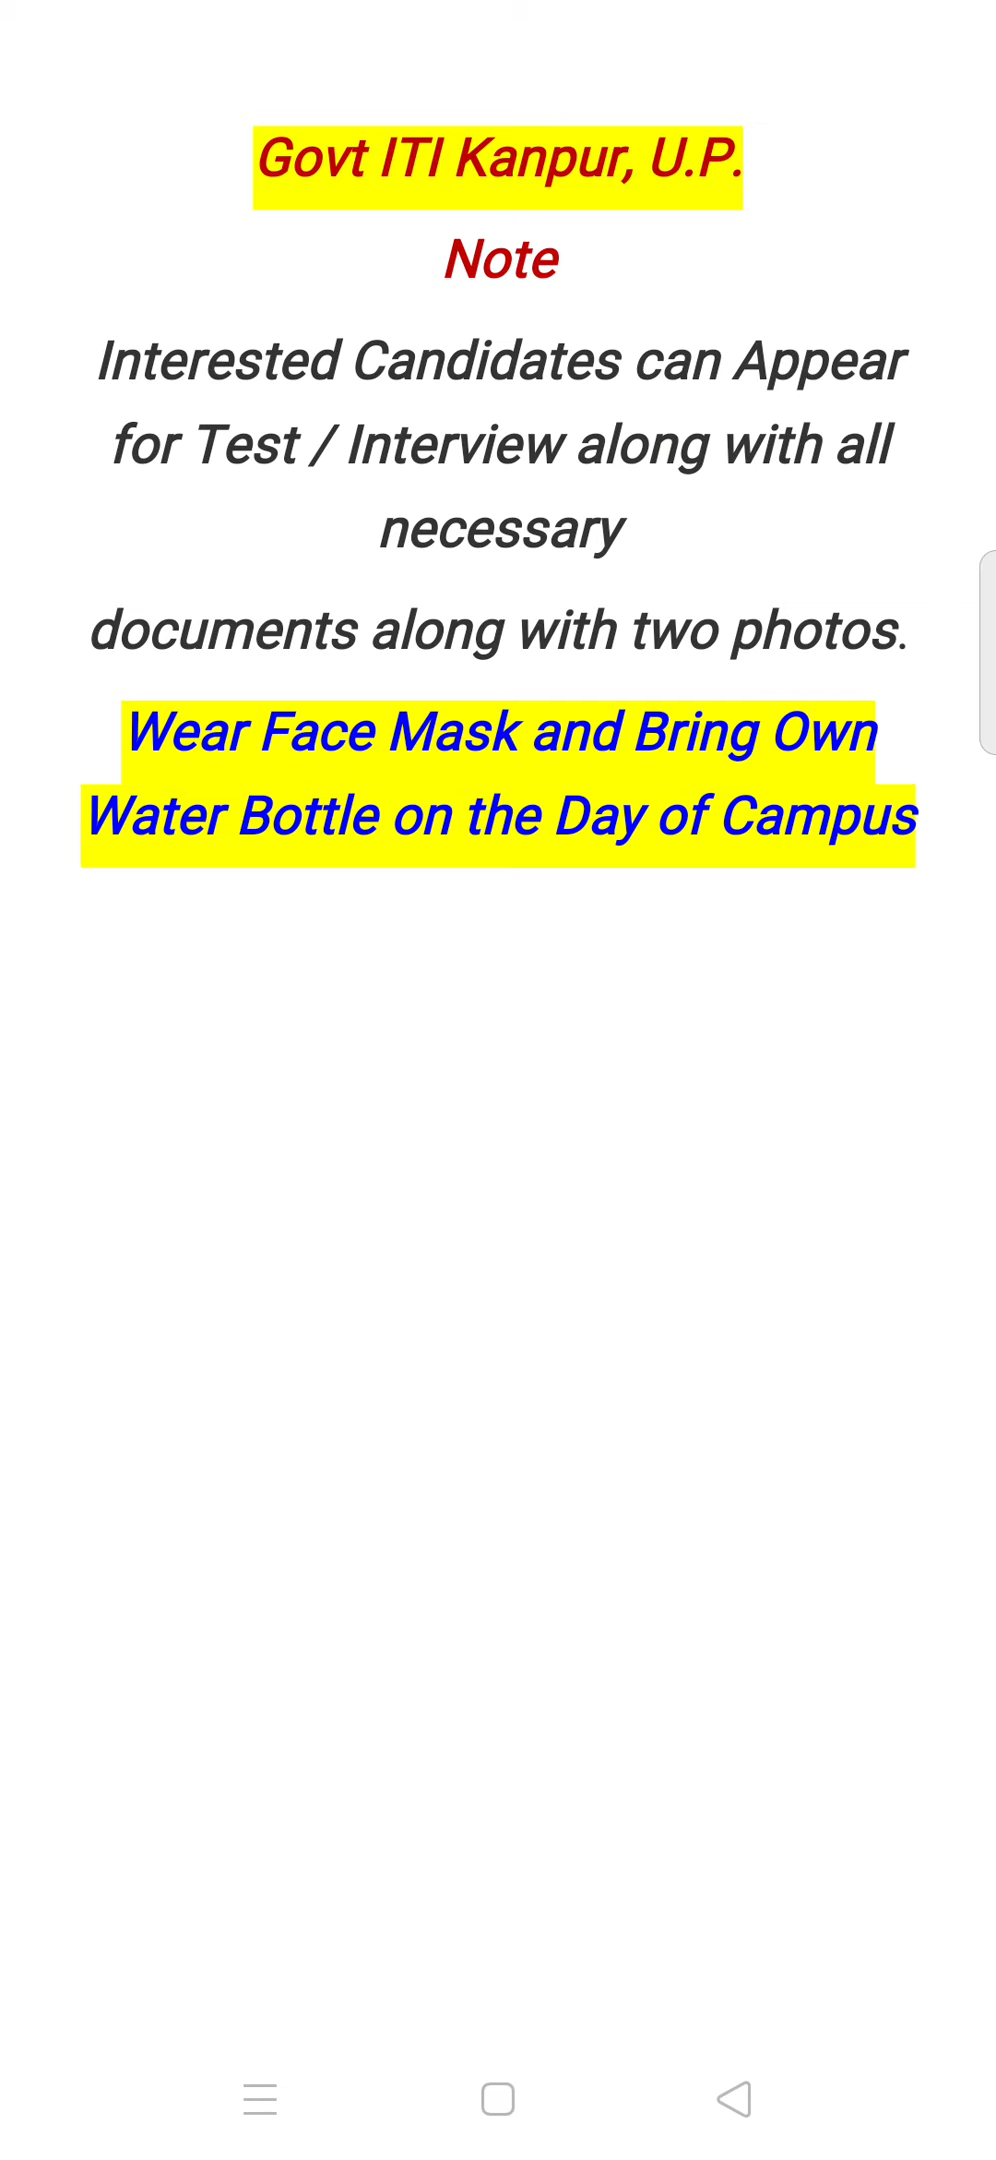 Govt ITI Kanpur, U.P.
Note
Interested Candidates can Appear
for Test / Interview along with all
necessary
documents along with two photos.
Wear Face Mask and Bring Own
Water Bottle on the Day of Campus